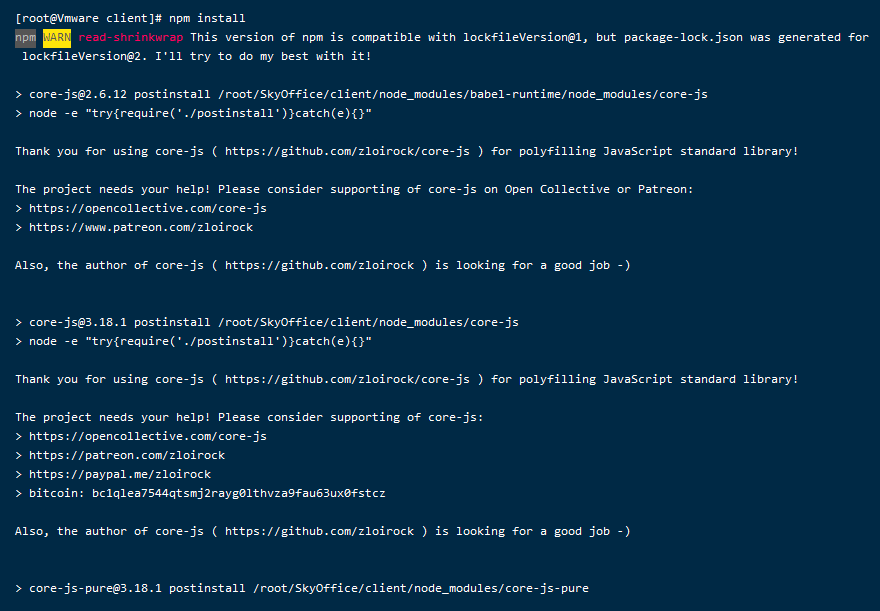 [root@Vmware client]# npm install
npm WARN read-shrinkwrap This version of npm is compatible with lockfileVersion@1, but package-lock.json was generated for
lockfileVersion@2. I'll try to do my best with it!
> core-js@2.6.12 postinstall /root/SkyOffice/client/node_modules/babel-runtime/node_modules/core-js
> node -e "try{require('./postinstall')}catch(e){}"
Thank you for using core-js ( https://github.com/zloirock/core-js ) for polyfilling JavaScript standard library!
The project needs your help! Please consider supporting of core-js on Open Collective or Patreon:
> https://opencollective.com/core-js
> https://www.patreon.com/zloirock
Also, the author of core-js ( https://github.com/zloirock ) is looking for a good job -)
> core-js@3.18.1 postinstall /root/SkyOffice/client/node_modules/core-js
> node -e "try{require('./postinstall')}catch(e){}"
Thank you for using core-js ( https://github.com/zloirock/core-js ) for polyfilling JavaScript standard library!
The project needs your help! Please consider supporting of core-js:
> https://opencollective.com/core-js
> https://patreon.com/zloirock
> https://paypal.me/zloirock
> bitcoin: bc1qlea7544qtsmj2rayg0lthvza9fau63ux0fstcz
Also, the author of core-js ( https://github.com/zloirock ) is looking for a good job -)
> core-js-pure@3.18.1 postinstall /root/SkyOffice/client/node_modules/core-js-pure